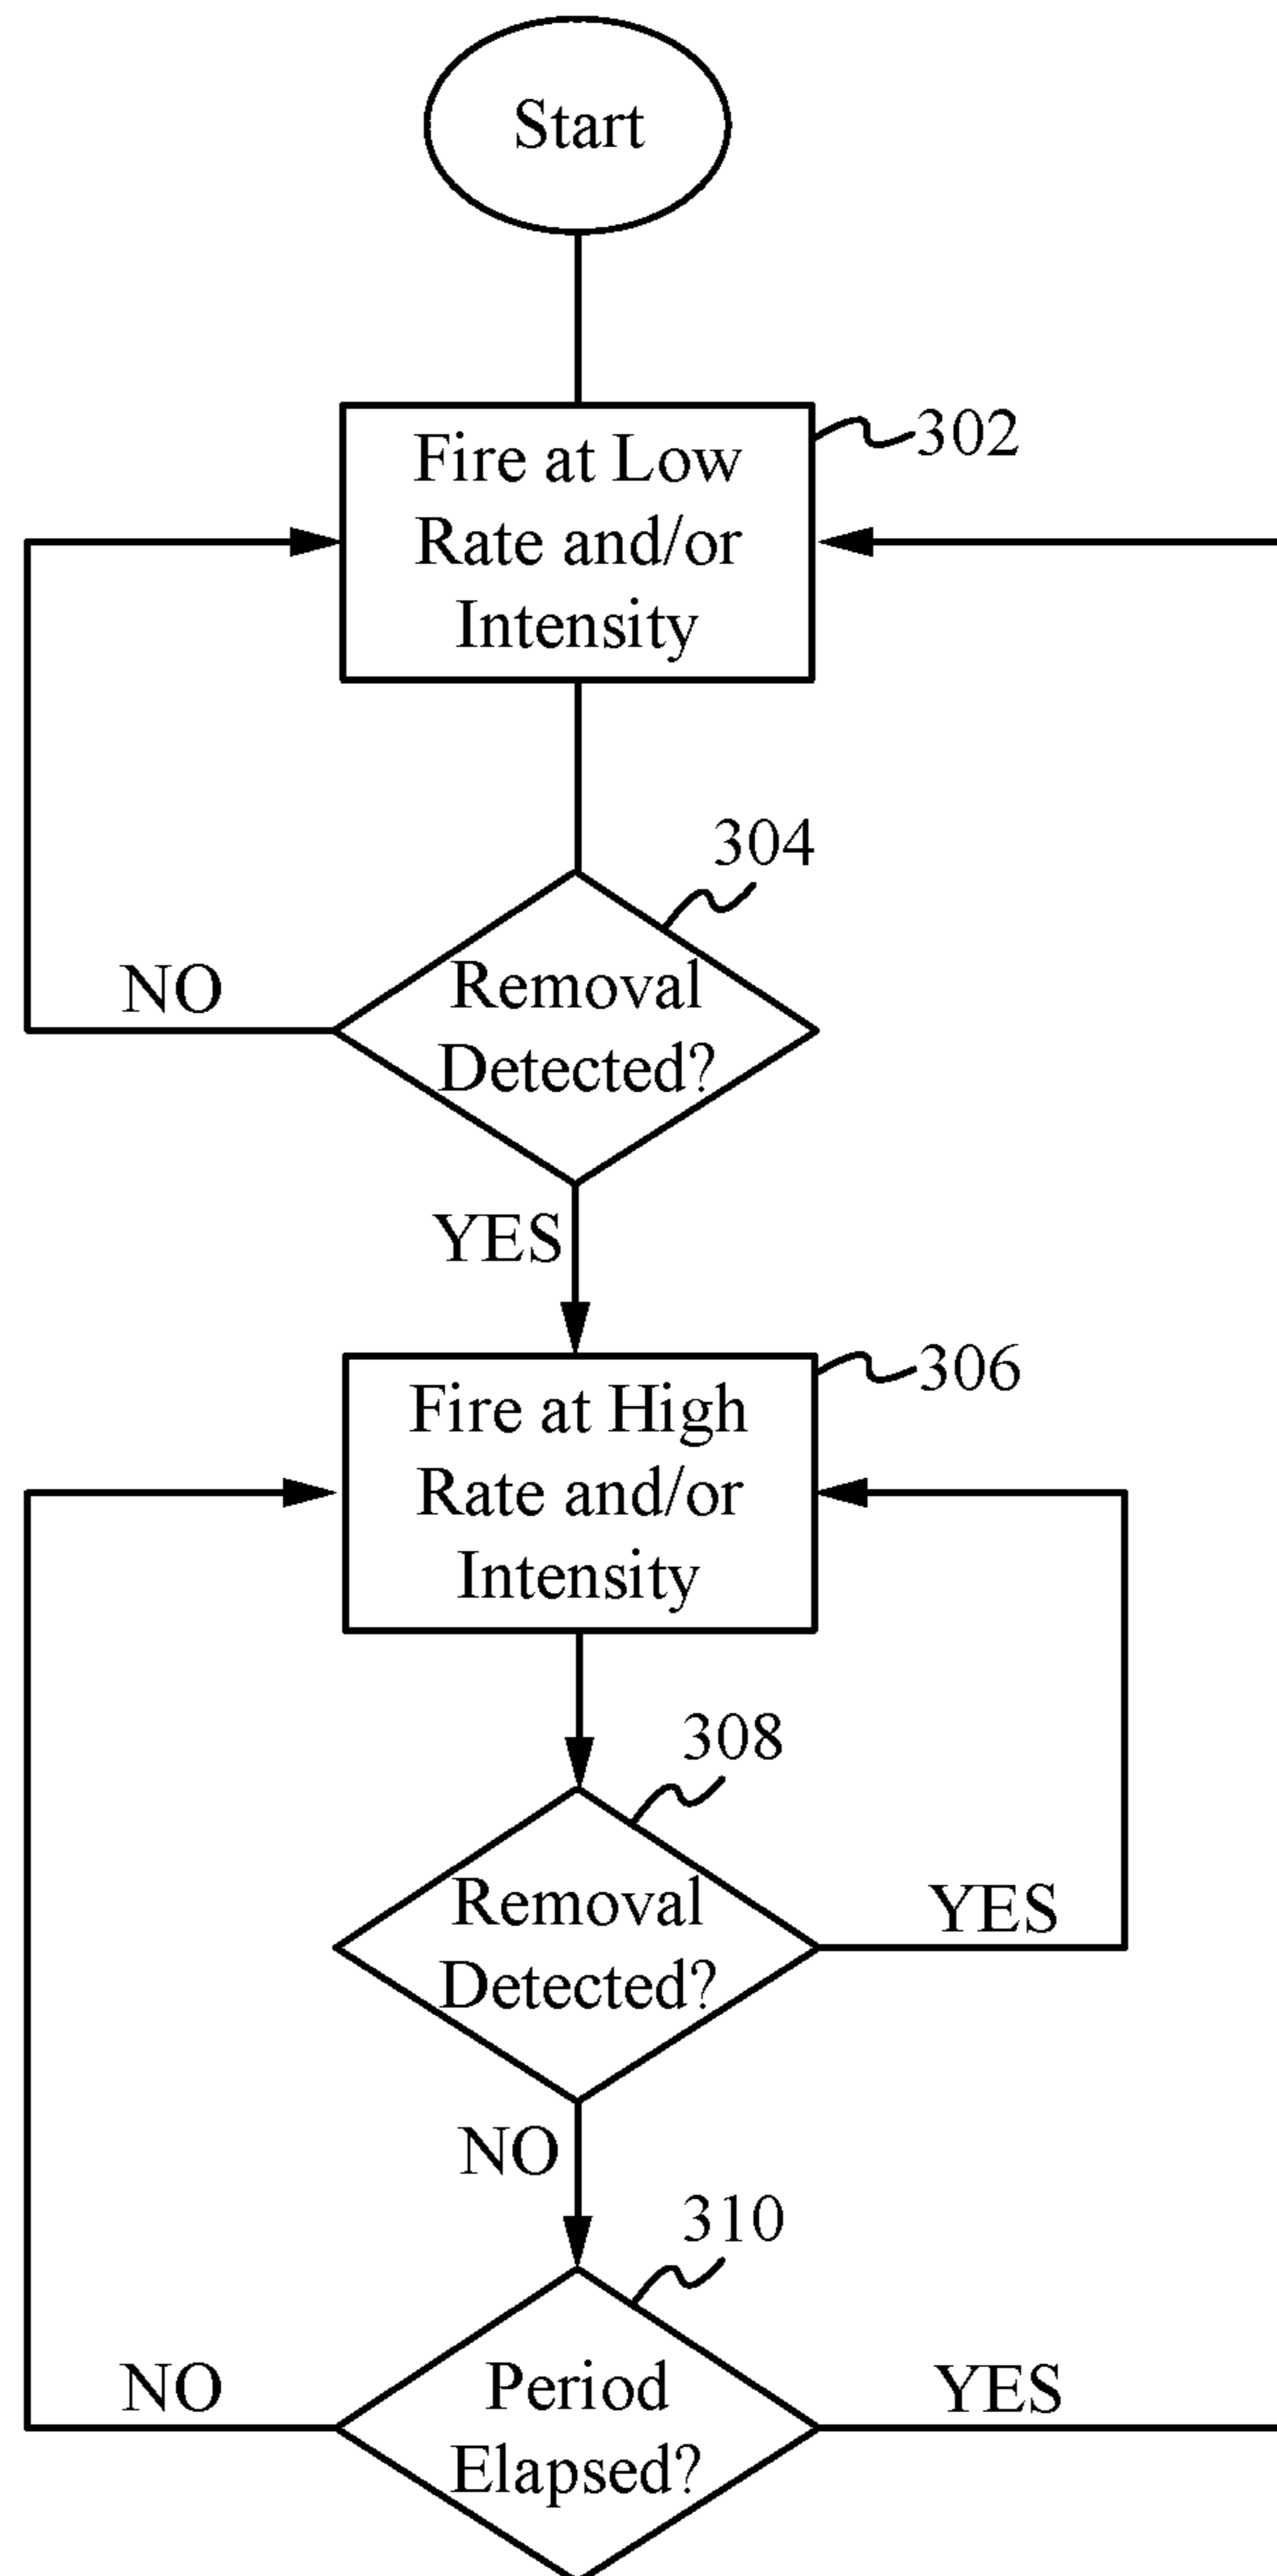 Start
Fire at Low
Rate and/or
Intensity
302
304
Removal
Detected?
NO
YES
Fire at High
Rate and/or
Intensity
306
308
Removal
Detected?
YES
NO
310
Period
Elapsed?
NO
YES